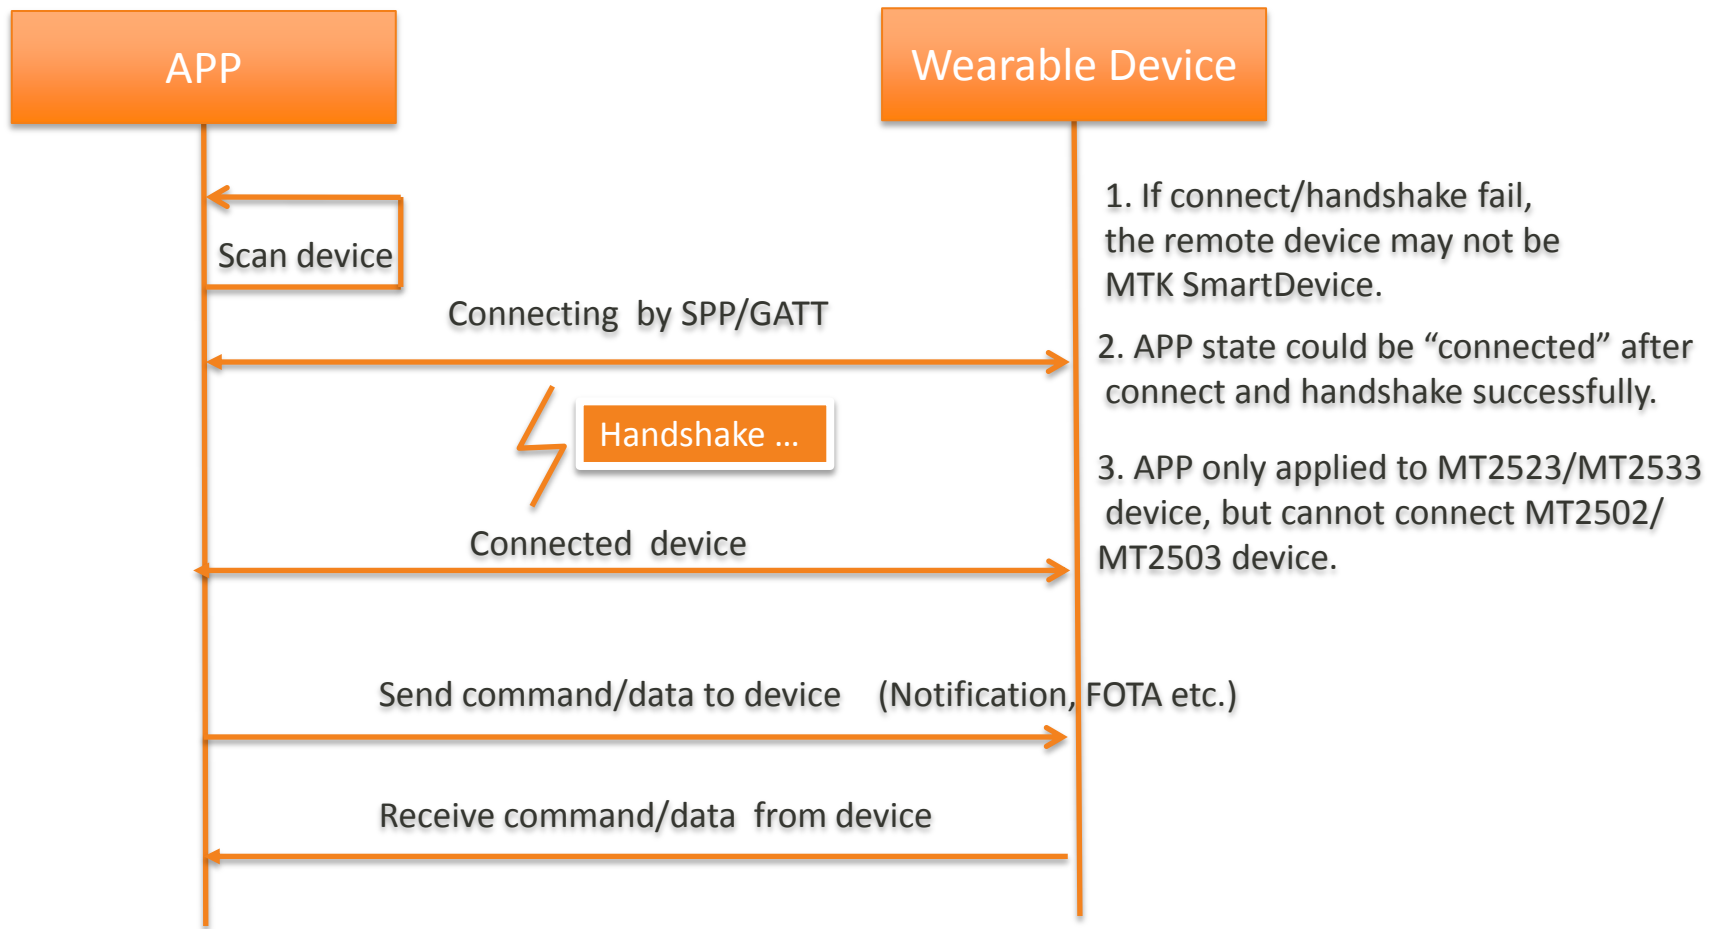 APP
Wearable Device
Scan device
Connecting by SPP/GATT
Handshake ...
Connected device
Send command/data to device (Notification, FOTA etc.)
Receive command/data from device
1. If connect/handshake fail,
the remote device may not be
MTK SmartDevice.
2. APP state could be “connected” after
connect and handshake successfully.
3. APP only applied to MT2523/MT2533
device, but cannot connect MT2502/
MT2503 device.